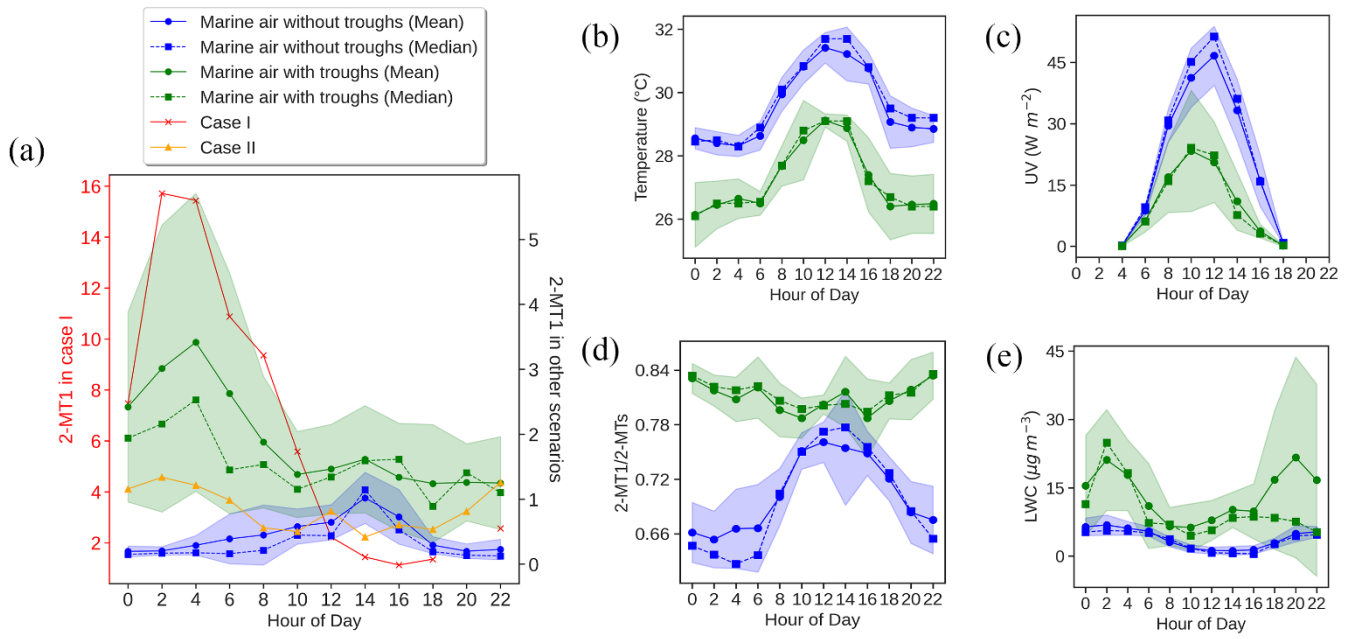 Marine air without troughs (Mean)
Marine air without troughs (Median)
Marine air with troughs (Mean)
Marine air with troughs (Median)
Case I
Case II
(a)
2-MT1 in case I
16
14
12
10
8
6
4
2
5
4
3
2
1
0
2-MT1 in other scenarios
0 2 4 6 8 10 12 14 16 18 20 22
Hour of Day
(b)
Temperature (°C)
32
30
28
26
0 2 4 6 8 10 12 14 16 18 20 22
Hour of Day
(c)
UV (W m⁻²)
45
30
15
0
0 2 4 6 8 10 12 14 16 18 20 22
Hour of Day
(d)
2-MT1/2-MTs
0.84
0.78
0.72
0.66
0 2 4 6 8 10 12 14 16 18 20 22
Hour of Day
(e)
LWC (μg m⁻³)
45
30
15
0
0 2 4 6 8 10 12 14 16 18 20 22
Hour of Day